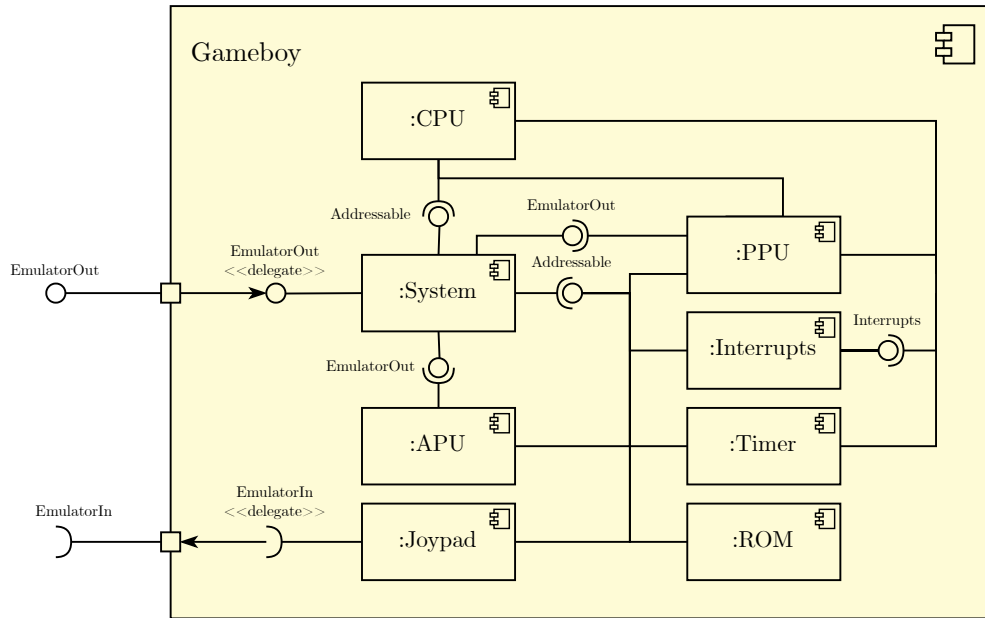 Gameboy
:CPU
Addressable
EmulatorOut
EmulatorOut
<<delegate>>
:PPU
EmulatorOut
Addressable
:System
Interrupts
:Interrupts
EmulatorOut
:APU
:Timer
EmulatorIn
<<delegate>>
EmulatorIn
:Joypad
:ROM